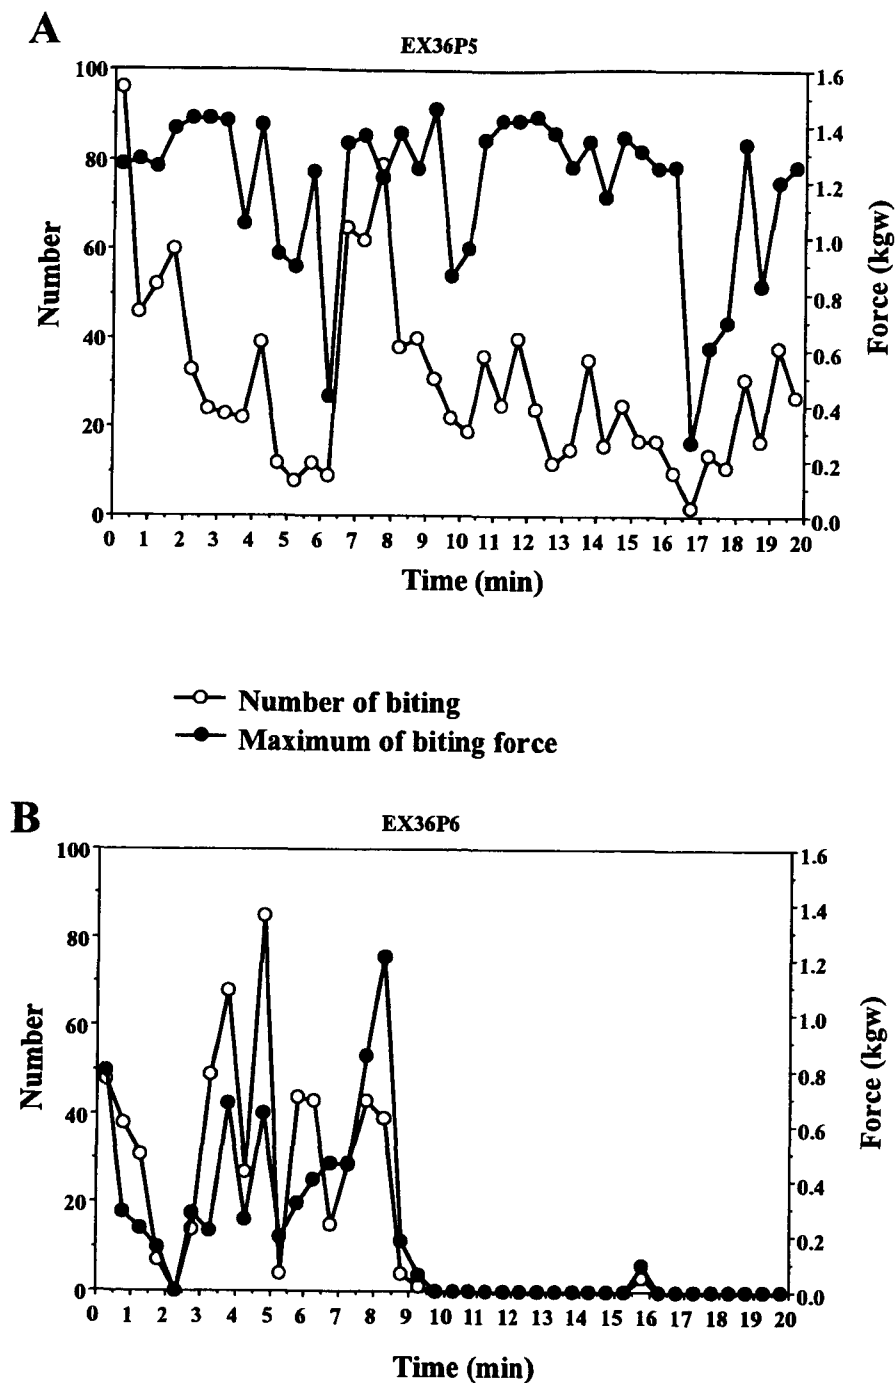 A
EX36P5
100
80
60
40
20
0
Number
1.6
1.4
1.2
1.0
0.8
0.6
0.4
0.2
0.0
Force (kgw)
0 1 2 3 4 5 6 7 8 9 10 11 12 13 14 15 16 17 18 19 20
Time (min)
Number of biting
Maximum of biting force
B
EX36P6
100
80
60
40
20
0
Number
1.6
1.4
1.2
1.0
0.8
0.6
0.4
0.2
0.0
Force (kgw)
0 1 2 3 4 5 6 7 8 9 10 11 12 13 14 15 16 17 18 19 20
Time (min)